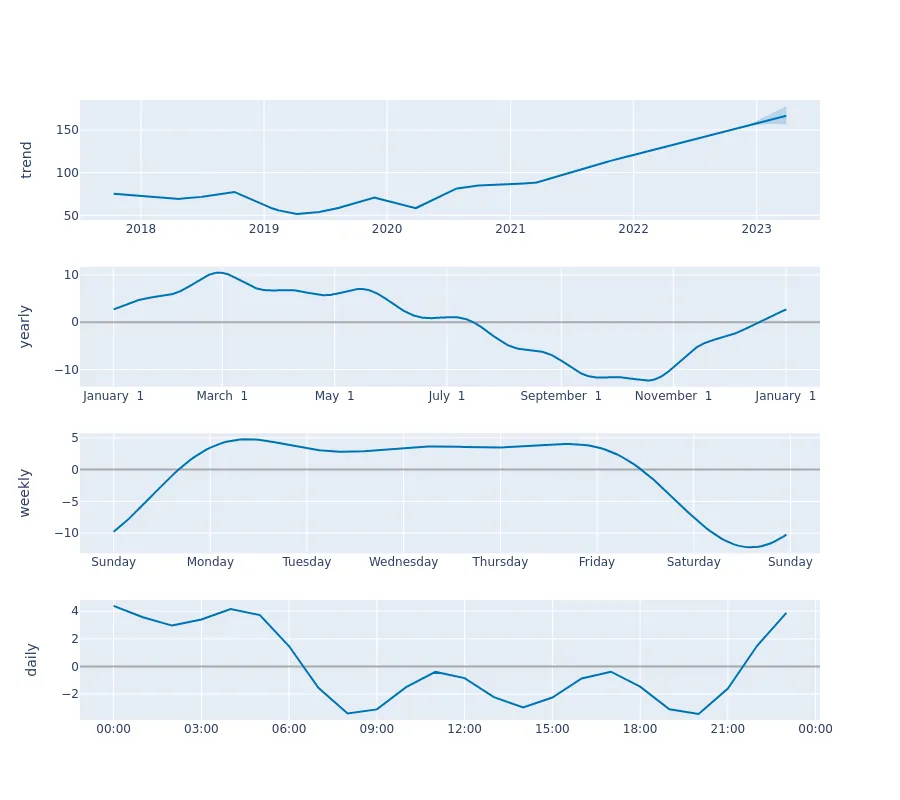 trend
150
100
50
2018 2019 2020 2021 2022 2023
yearly
10
0
−10
January 1 March 1 May 1 July 1 September 1 November 1 January 1
weekly
5
0
−5
−10
Sunday Monday Tuesday Wednesday Thursday Friday Saturday Sunday
daily
4
2
0
−2
00:00 03:00 06:00 09:00 12:00 15:00 18:00 21:00 00:00